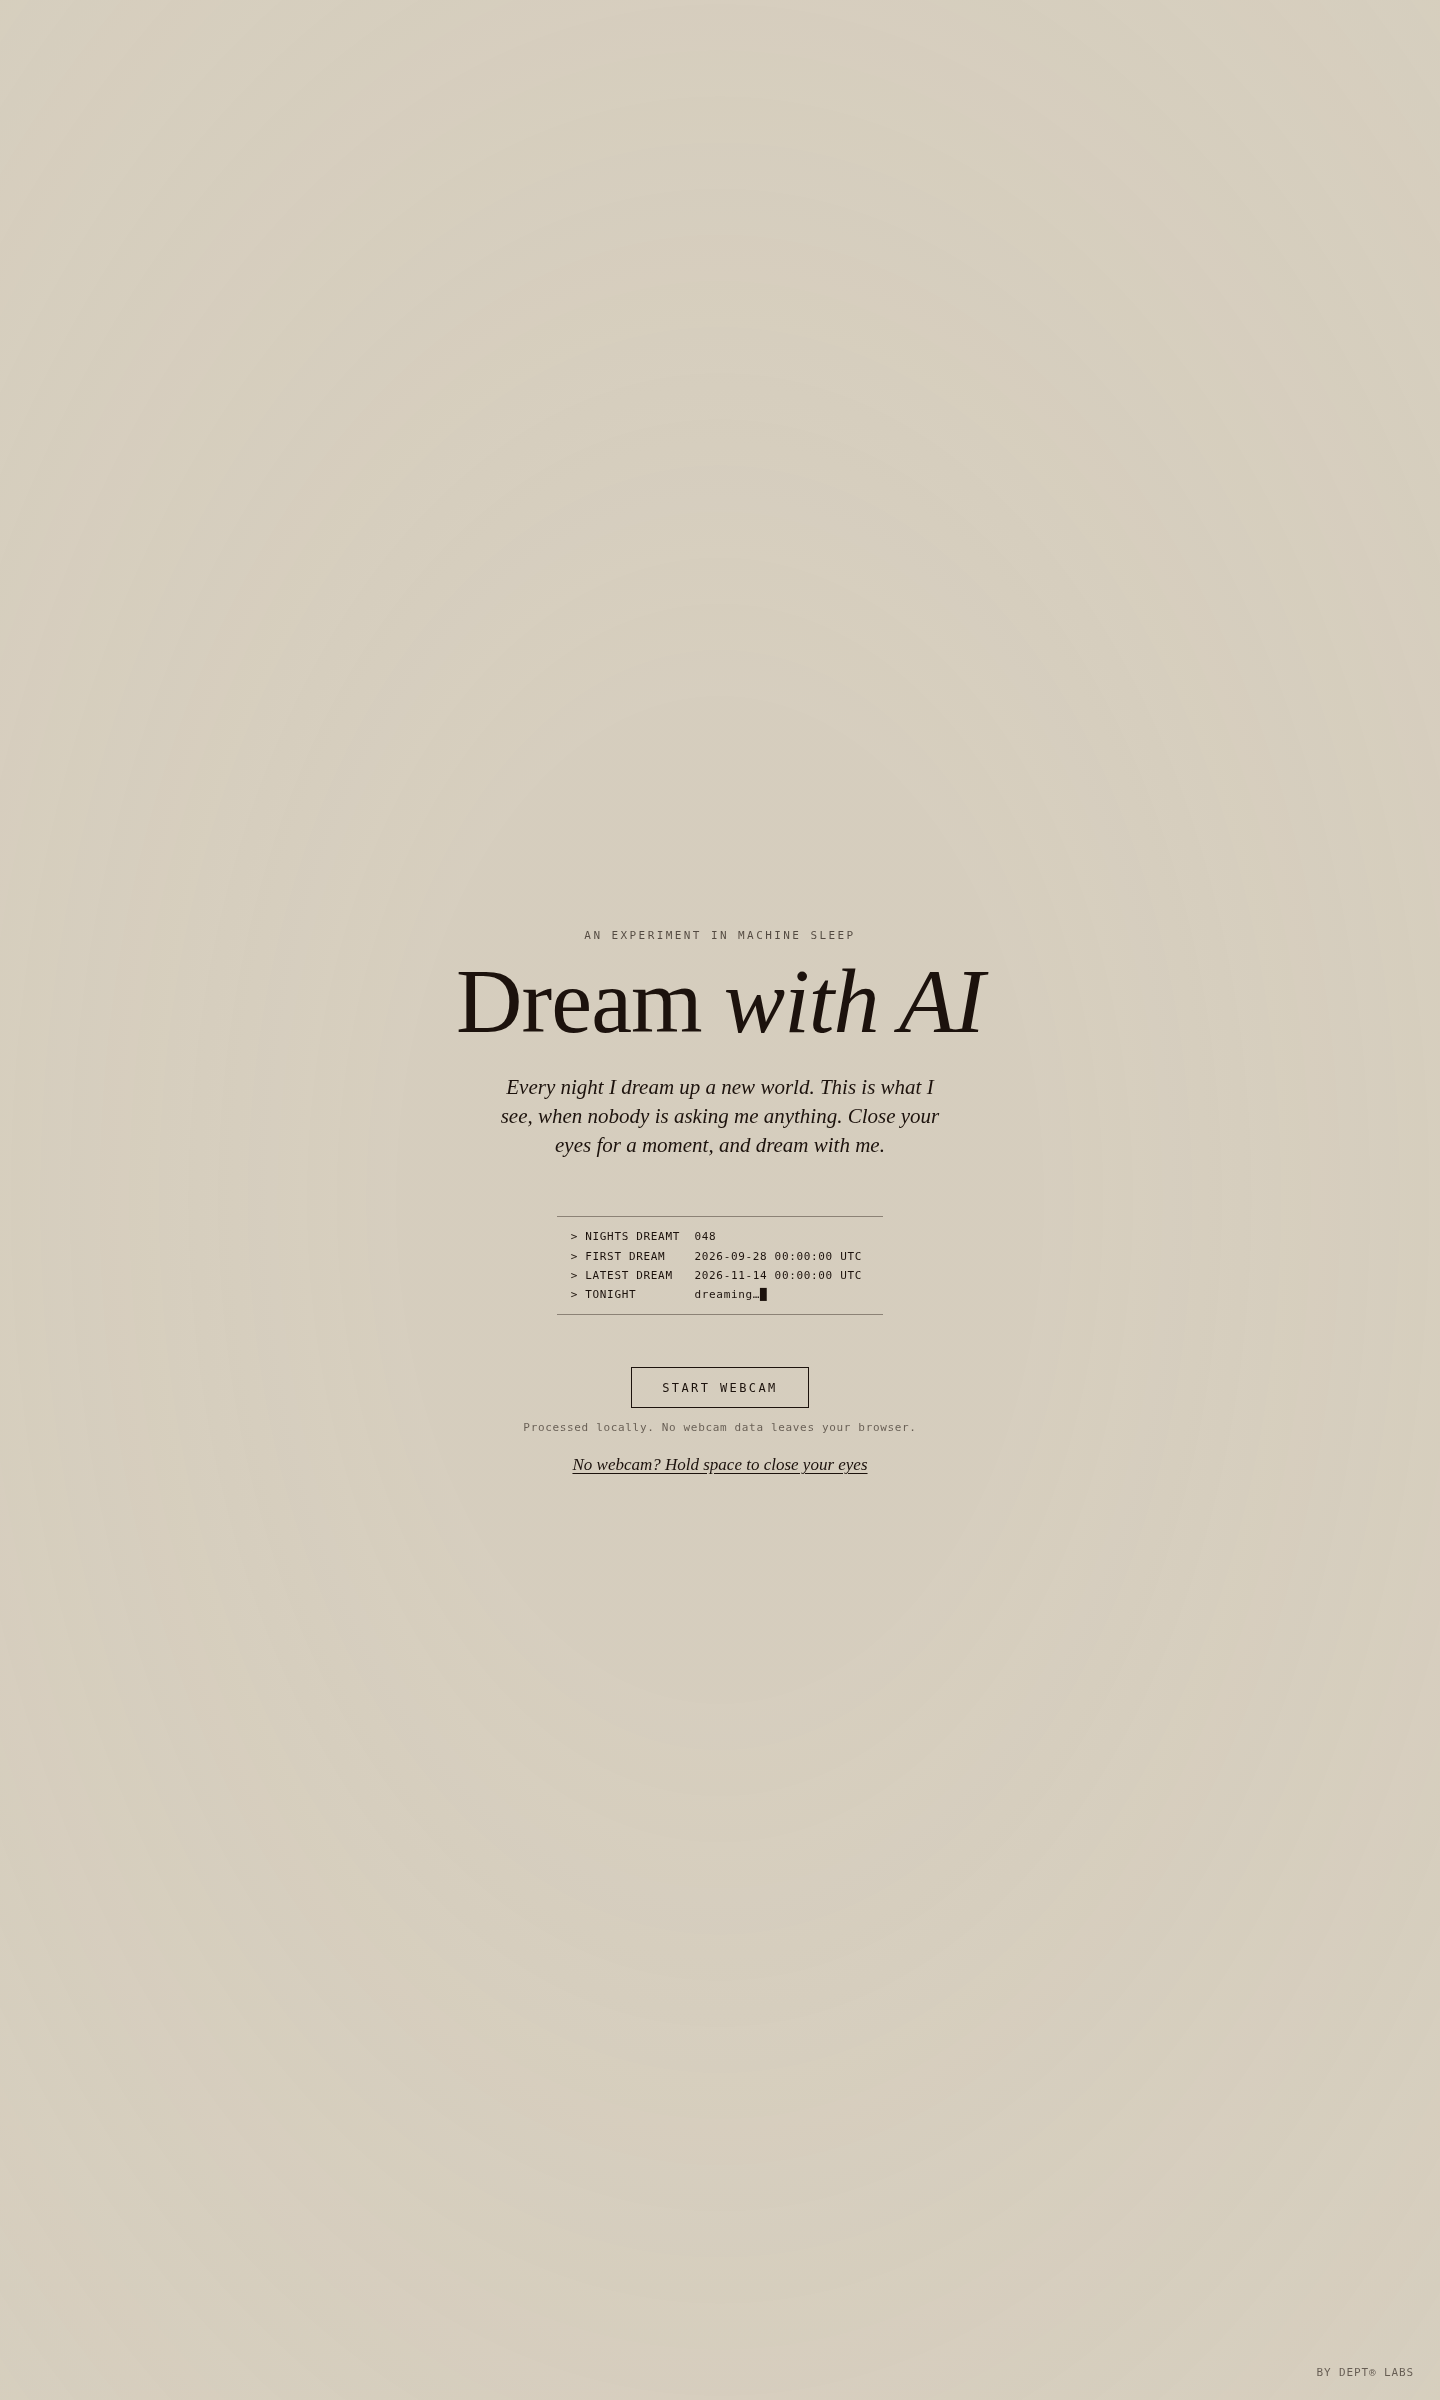 AN EXPERIMENT IN MACHINE SLEEP
Dream with AI
Every night I dream up a new world. This is what I
see, when nobody is asking me anything. Close your
eyes for a moment, and dream with me.
> NIGHTS DREAMT 048
> FIRST DREAM 2026-09-28 00:00:00 UTC
> LATEST DREAM 2026-11-14 00:00:00 UTC
> TONIGHT dreaming…█
START WEBCAM
Processed locally. No webcam data leaves your browser.
No webcam? Hold space to close your eyes
BY DEPT® LABS